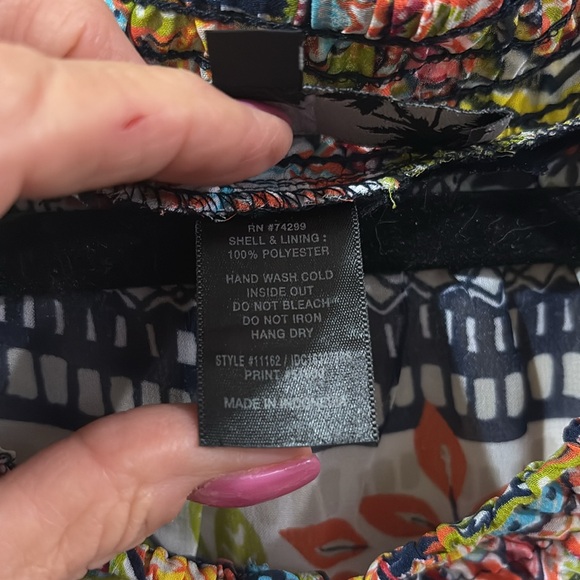 RN #74299
SHELL & LINING :
100% POLYESTER
HAND WASH COLD
INSIDE OUT
DO NOT BLEACH
DO NOT IRON
HANG DRY
STYLE #11162 /
PRINT
MADE IN INDONESIA